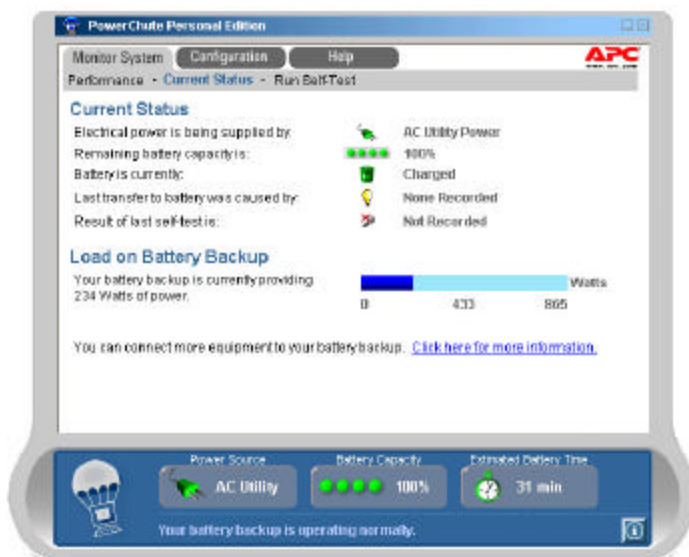 PowerChute Personal Edition
Monitor System Configuration Help
APC
Performance - Current Status - Run Self-Test
Current Status
Electrical power is being supplied by: AC Utility Power
Remaining battery capacity is: 100%
Battery is currently: Charged
Last transfer to battery was caused by: None Recorded
Result of last self-test is: Not Recorded
Load on Battery Backup
Your battery backup is currently providing
234 Watts of power.
Watts
0 433 865
You can connect more equipment to your battery backup. Click here for more information.
Power Source Battery Capacity Estimated Battery Time
AC Utility 100% 31 min
Your battery backup is operating normally.